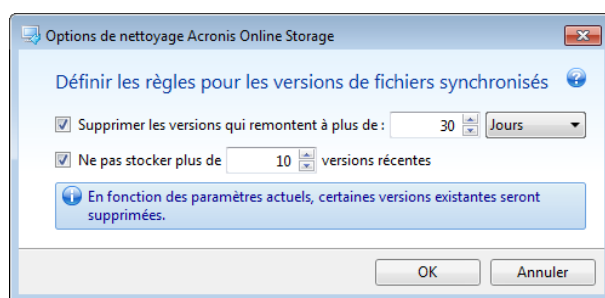 Options de nettoyage Acronis Online Storage
Définir les règles pour les versions de fichiers synchronisés
Supprimer les versions qui remontent à plus de : 30 Jours
Ne pas stocker plus de 10 versions récentes
En fonction des paramètres actuels, certaines versions existantes seront
supprimées.
OK Annuler